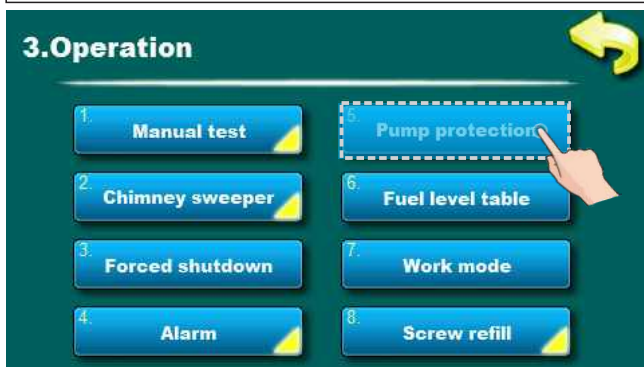 3.Operation
1.
Manual test
2.
Chimney sweeper
3.
Forced shutdown
4.
Alarm
5.
Pump protection
6.
Fuel level table
7.
Work mode
8.
Screw refill